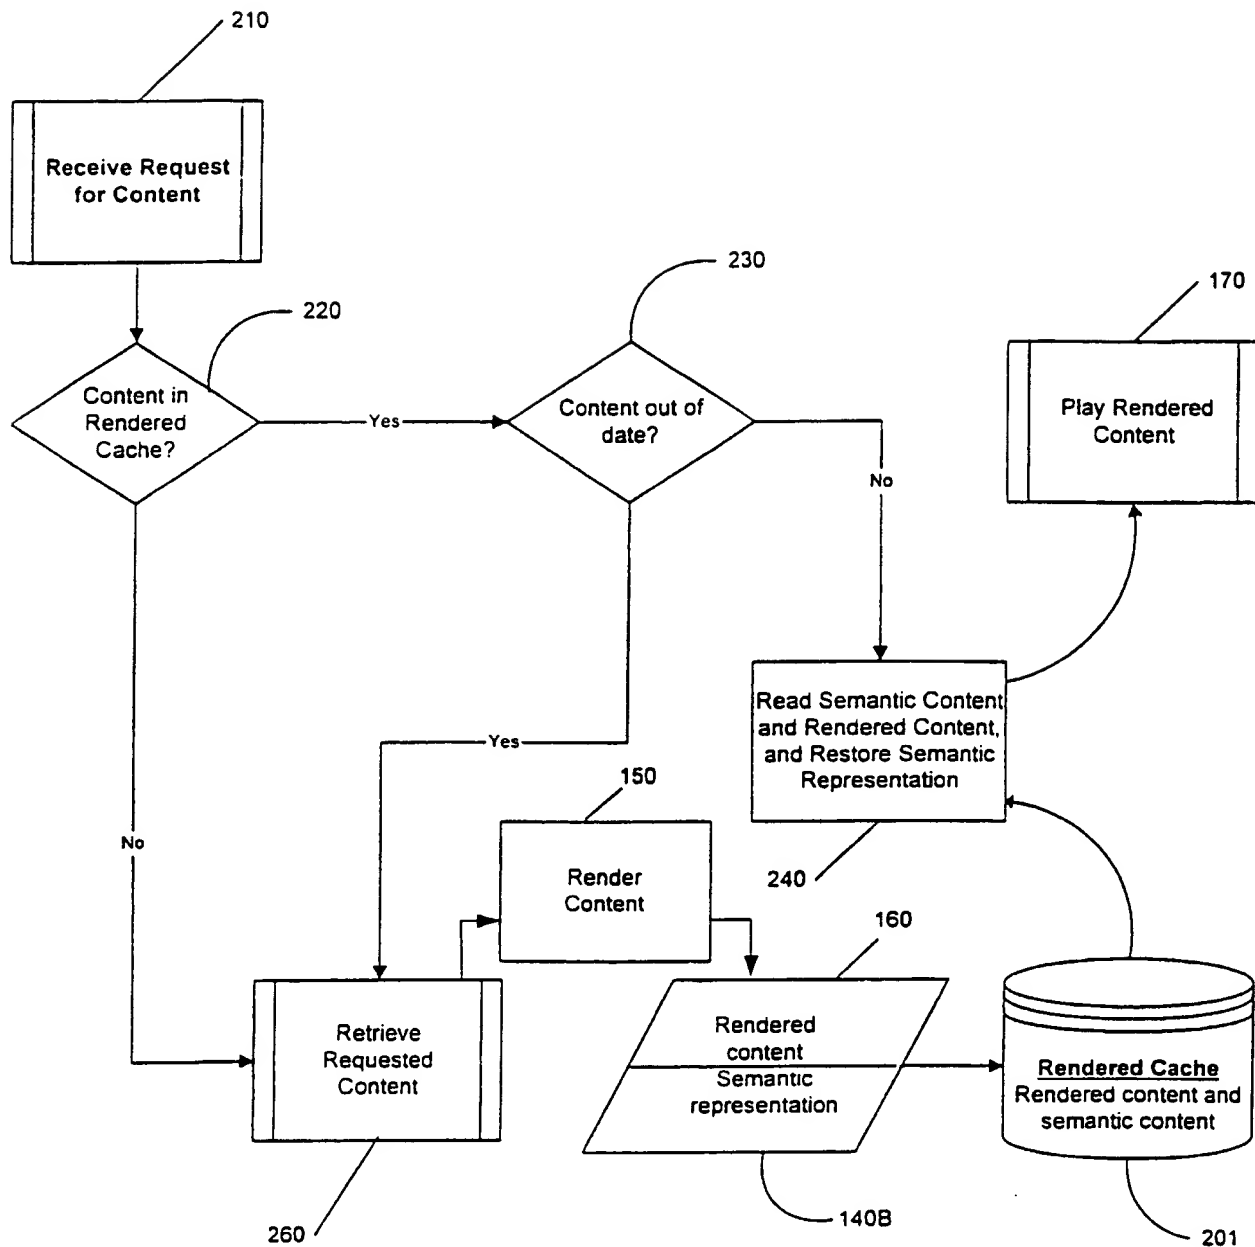 210
Receive Request
for Content
220
Content in
Rendered
Cache?
Yes
230
Content out of
date?
170
Play Rendered
Content
No
Read Semantic Content
and Rendered Content,
and Restore Semantic
Representation
240
Yes
No
150
Render
Content
160
Rendered
content
Semantic
representation
140B
Retrieve
Requested
Content
260
Rendered Cache
Rendered content and
semantic content
201